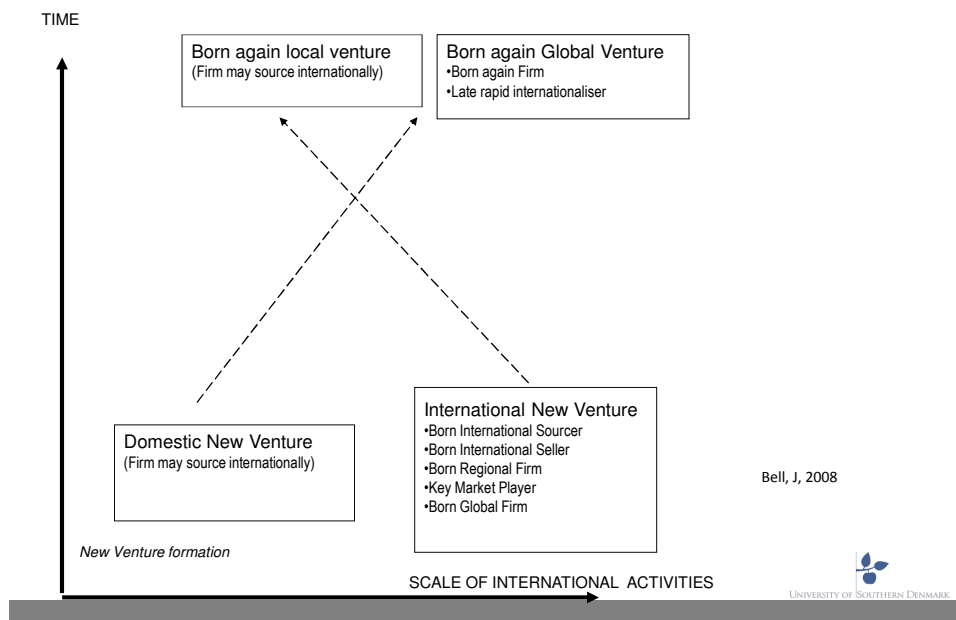 TIME
Born again local venture
(Firm may source internationally)
Born again Global Venture
•Born again Firm
•Late rapid internationaliser
Domestic New Venture
(Firm may source internationally)
International New Venture
•Born International Sourcer
•Born International Seller
•Born Regional Firm
•Key Market Player
•Born Global Firm
Bell, J, 2008
New Venture formation
SCALE OF INTERNATIONAL ACTIVITIES
UNIVERSITY OF SOUTHERN DENMARK